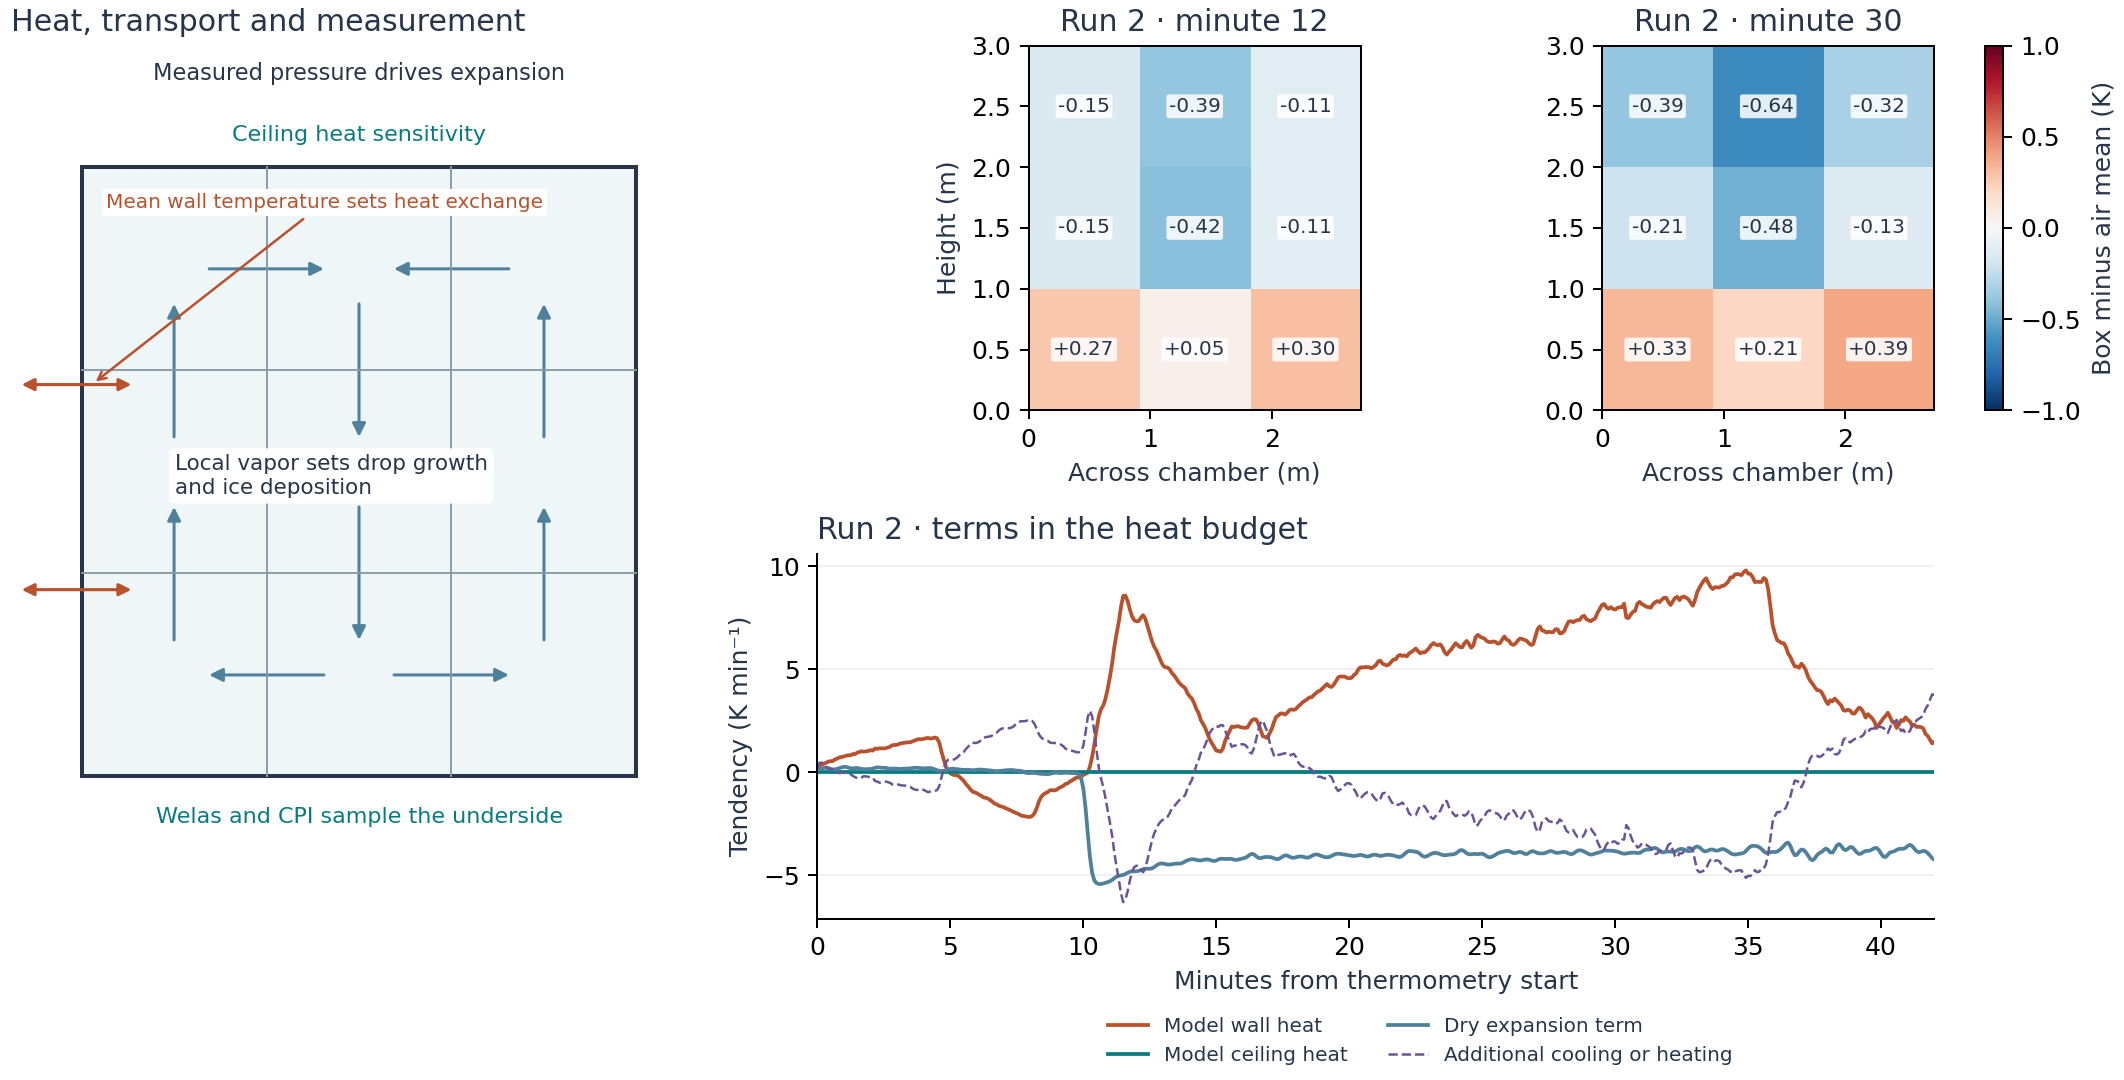 Heat, transport and measurement
Measured pressure drives expansion
Ceiling heat sensitivity
Mean wall temperature sets heat exchange
Local vapor sets drop growth
and ice deposition
Welas and CPI sample the underside
Run 2 · minute 12
3.0
2.5
2.0
1.5
1.0
0.5
0.0
Height (m)
-0.15
-0.39
-0.11
-0.15
-0.42
-0.11
+0.27
+0.05
+0.30
0
1
2
Across chamber (m)
Run 2 · minute 30
3.0
2.5
2.0
1.5
1.0
0.5
0.0
-0.39
-0.64
-0.32
-0.21
-0.48
-0.13
+0.33
+0.21
+0.39
0
1
2
Across chamber (m)
1.0
0.5
0.0
−0.5
−1.0
Box minus air mean (K)
Run 2 · terms in the heat budget
10
5
0
−5
Tendency (K min⁻¹)
0
5
10
15
20
25
30
35
40
Minutes from thermometry start
Model wall heat
Model ceiling heat
Dry expansion term
Additional cooling or heating